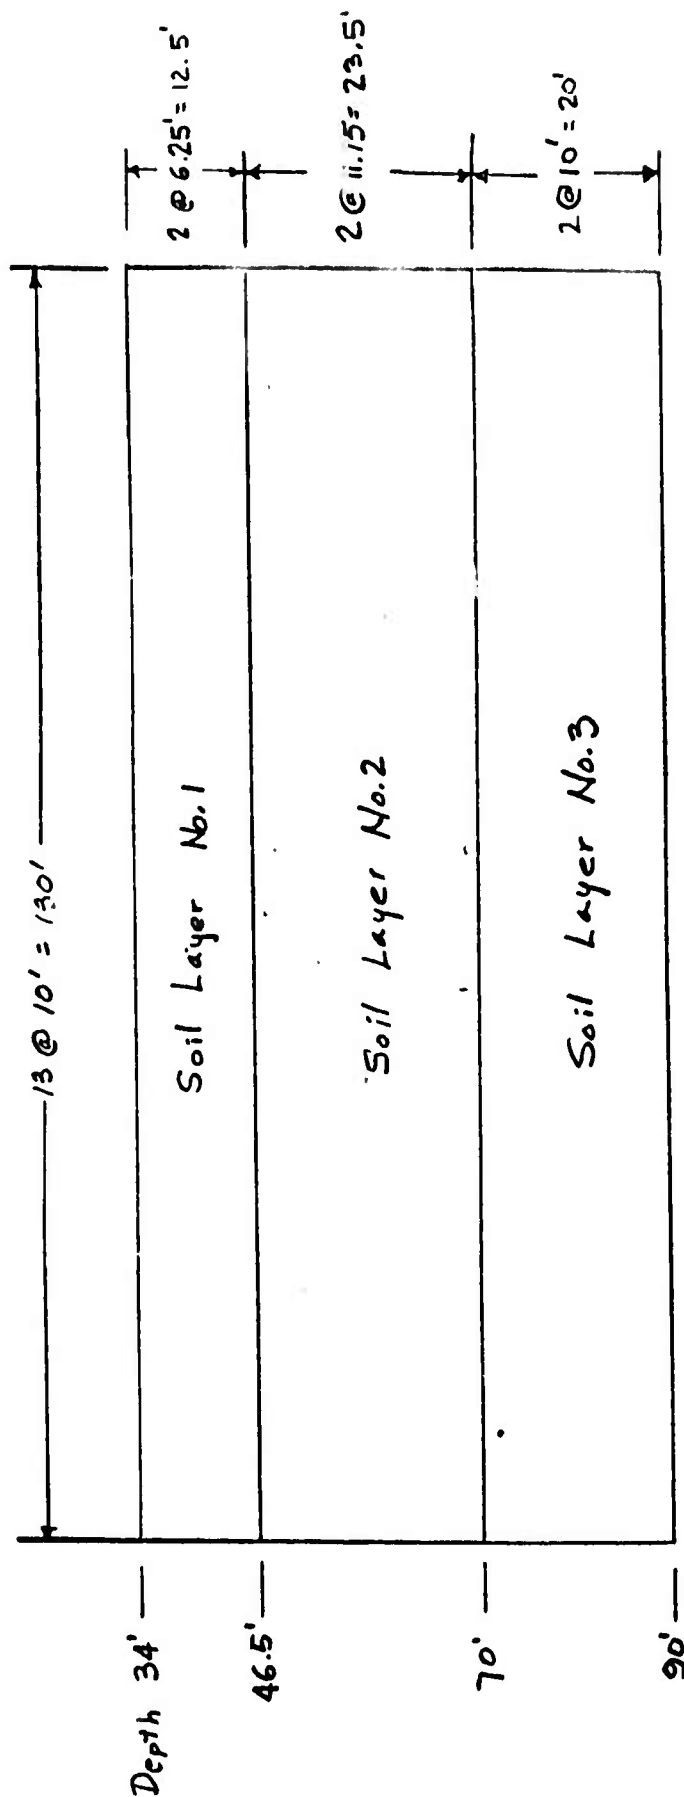 13 @ 10' = 130'
2 @ 6.25' = 12.5'
2 @ 11.15 = 23.5'
2 @ 10' = 20'
Soil Layer No.1
Soil Layer No.2
Soil Layer No.3
Depth 34'
46.5'
70'
90'